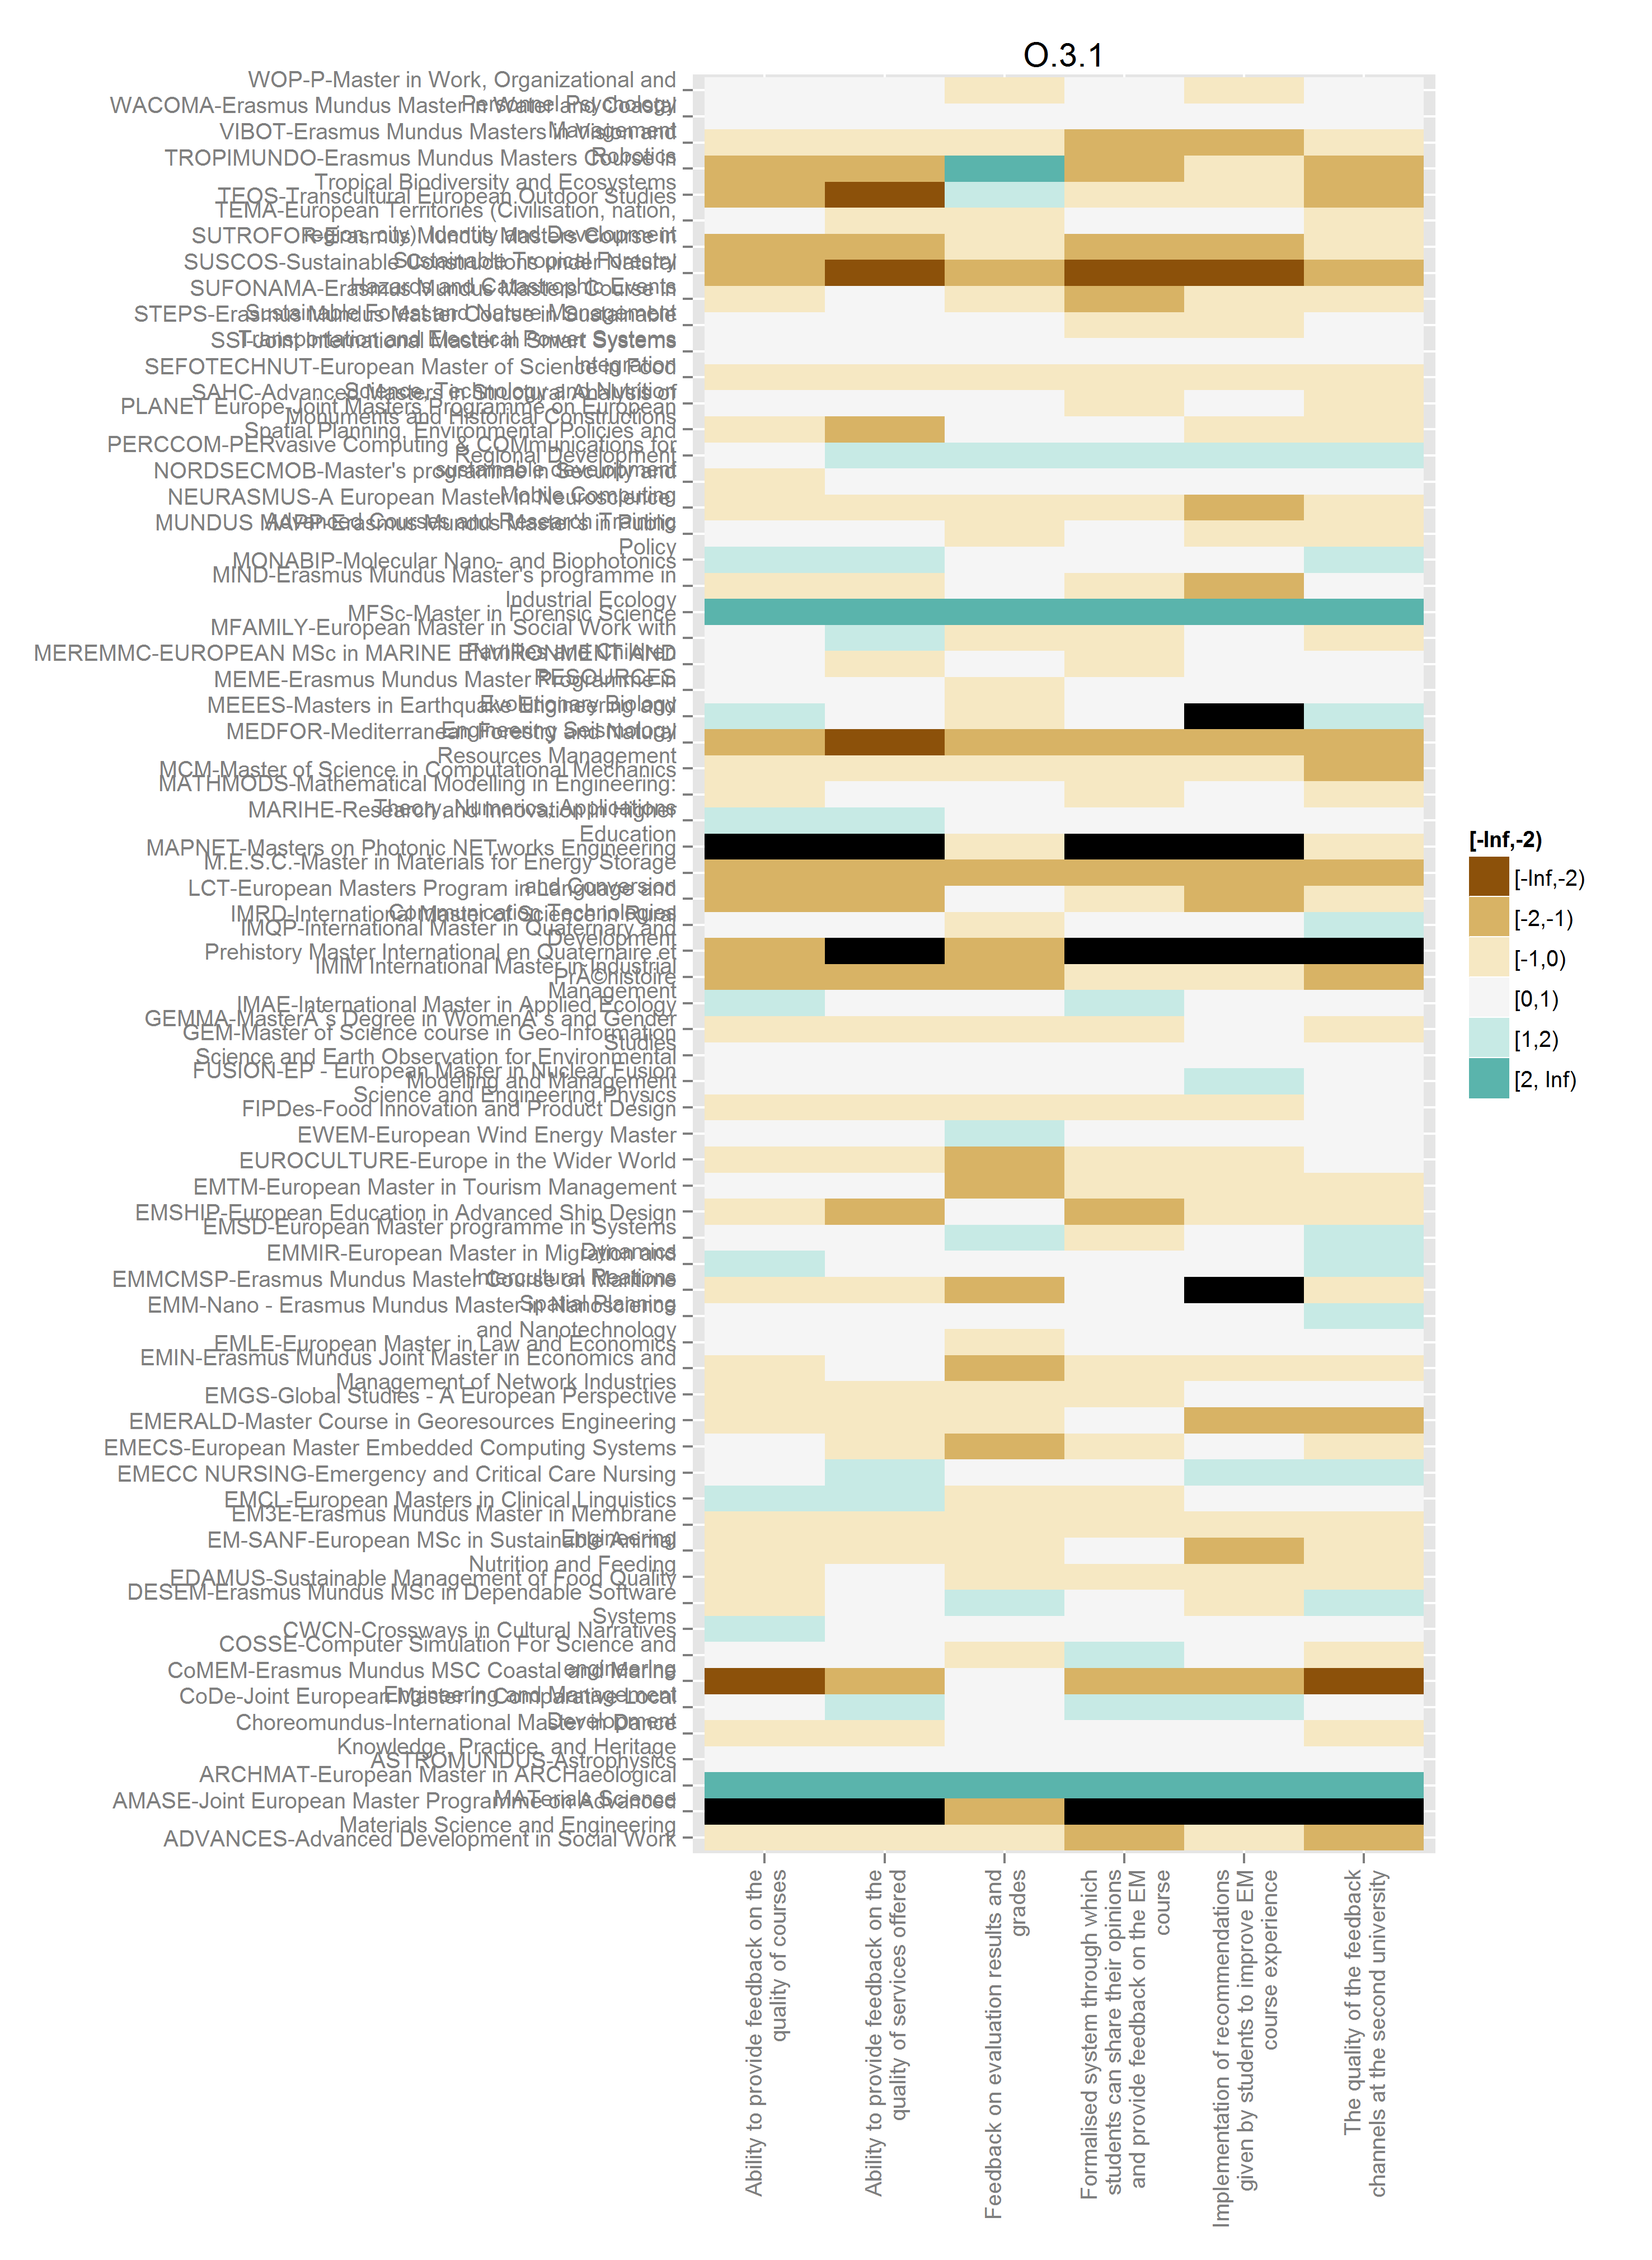 O.3.1
WOP-P-Master in Work, Organizational and
Personnel Psychology
WACOMA-Erasmus Mundus Master in Water and Coastal
Management
VIBOT-Erasmus Mundus Masters in Vision and
Robotics
TROPIMUNDO-Erasmus Mundus Masters Course in
Tropical Biodiversity and Ecosystems
TEOS-Transcultural European Outdoor Studies
TEMA-European Territories (Civilisation, nation,
region, city) Identity and Development
SUTROFOR-Erasmus Mundus Masters Course in
Sustainable Tropical Forestry
SUSCOS-Sustainable Constructions under Natural
Hazards and Catastrophic Events
SUFONAMA-Erasmus Mundus Masters Course in
Sustainable Forest and Nature Management
STEPS-Erasmus Mundus Master Course in Sustainable
Transportation and Electrical Power Systems
SSI-Joint International Master in Smart Systems
Integration
SEFOTECHNUT-European Master of Science in Food
Science, Technology and Nutrition
SAHC-Advanced Masters in Structural Analysis of
Monuments and Historical Constructions
PLANET Europe-Joint Masters Programme on European
Spatial Planning, Environmental Policies and
Regional Development
PERCCOM-PERvasive Computing & COMmunications for
sustainable development
NORDSECMOB-Master's programme in Security and
Mobile Computing
NEURASMUS-A European Master in Neuroscience:
Advanced Courses and Research Training
MUNDUS MAPP-Erasmus Mundus Master's in Public
Policy
MONABIP-Molecular Nano- and Biophotonics
MIND-Erasmus Mundus Master's programme in
Industrial Ecology
MFSc-Master in Forensic Science
MFAMILY-European Master in Social Work with
Families and Children
MEREMMC-EUROPEAN MSc in MARINE ENVIRONMENT AND
RESOURCES
MEME-Erasmus Mundus Master Programme in
Evolutionary Biology
MEEES-Masters in Earthquake Engineering and
Engineering Seismology
MEDFOR-Mediterranean Forestry and Natural
Resources Management
MCM-Master of Science in Computational Mechanics
MATHMODS-Mathematical Modelling in Engineering:
Theory, Numerics, Applications
MARIHE-Research and Innovation in Higher
Education
MAPNET-Masters on Photonic NETworks Engineering
M.E.S.C.-Master in Materials for Energy Storage
and Conversion
LCT-European Masters Program in Language and
Communication Technologies
IMRD-International Master of Science in Rural
Development
IMQP-International Master in Quaternary and
Prehistory Master International en Quaternaire et
PrÃ©histoire
IMIM International Master in Industrial
Management
IMAE-International Master in Applied Ecology
GEMMA-MasterÂ´s Degree in WomenÂ´s and Gender
Studies
GEM-Master of Science course in Geo-Information
Science and Earth Observation for Environmental
Modelling and Management
FUSION-EP - European Master in Nuclear Fusion
Science and Engineering Physics
FIPDes-Food Innovation and Product Design
EWEM-European Wind Energy Master
EUROCULTURE-Europe in the Wider World
EMTM-European Master in Tourism Management
EMSHIP-European Education in Advanced Ship Design
EMSD-European Master programme in Systems
Dynamics
EMMIR-European Master in Migration and
Intercultural Reations
EMMCMSP-Erasmus Mundus Master Course on Maritime
Spatial Planning
EMM-Nano - Erasmus Mundus Master in Nanoscience
and Nanotechnology
EMLE-European Master in Law and Economics
EMIN-Erasmus Mundus Joint Master in Economics and
Management of Network Industries
EMGS-Global Studies - A European Perspective
EMERALD-Master Course in Georesources Engineering
EMECS-European Master Embedded Computing Systems
EMECC NURSING-Emergency and Critical Care Nursing
EMCL-European Masters in Clinical Linguistics
EM3E-Erasmus Mundus Master in Membrane
Engineering
EM-SANF-European MSc in Sustainable Animal
Nutrition and Feeding
EDAMUS-Sustainable Management of Food Quality
DESEM-Erasmus Mundus MSc in Dependable Software
Systems
CWCN-Crossways in Cultural Narratives
COSSE-Computer Simulation For Science and
engineering
CoMEM-Erasmus Mundus MSC Coastal and Marine
Engineering and Management
CoDe-Joint European Master in Comparative Local
Development
Choreomundus-International Master in Dance
Knowledge, Practice, and Heritage
ASTROMUNDUS-Astrophysics
ARCHMAT-European Master in ARCHaeological
MATerials Science
AMASE-Joint European Master Programme on Advanced
Materials Science and Engineering
ADVANCES-Advanced Development in Social Work
Ability to provide feedback on the
quality of courses
Ability to provide feedback on the
quality of services offered
Feedback on evaluation results and
grades
Formalised system through which
students can share their opinions
and provide feedback on the EM
course
Implementation of recommendations
given by students to improve EM
course experience
The quality of the feedback
channels at the second university
[-Inf,-2)
[-Inf,-2)
[-2,-1)
[-1,0)
[0,1)
[1,2)
[2, Inf)